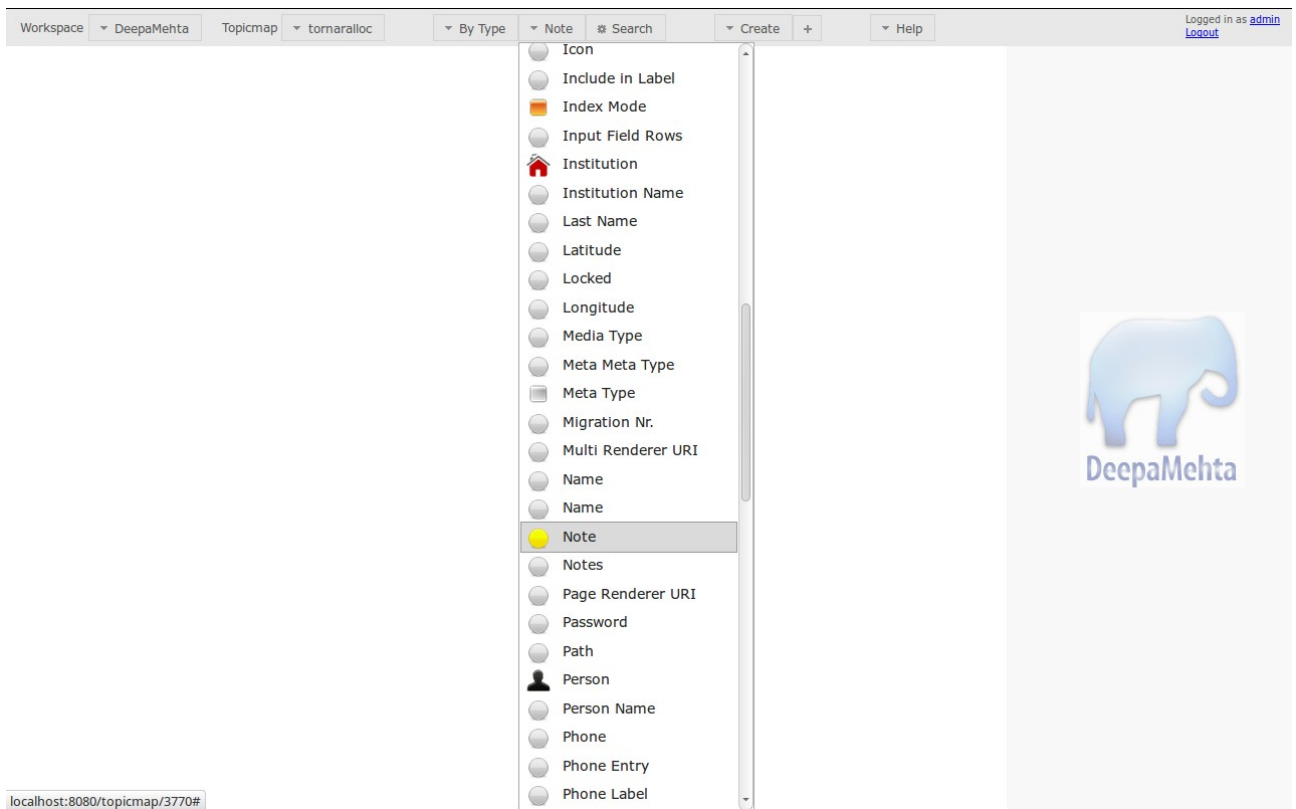 Workspace DeepaMehta Topicmap tornaralloc By Type Note Search Create + Help
Logged in as admin
Logout
Icon
Include in Label
Index Mode
Input Field Rows
Institution
Institution Name
Last Name
Latitude
Locked
Longitude
Media Type
Meta Meta Type
Meta Type
Migration Nr.
Multi Renderer URI
Name
Name
Note
Notes
Page Renderer URI
Password
Path
Person
Person Name
Phone
Phone Entry
Phone Label
DeepaMehta
localhost:8080/topicmap/3770#